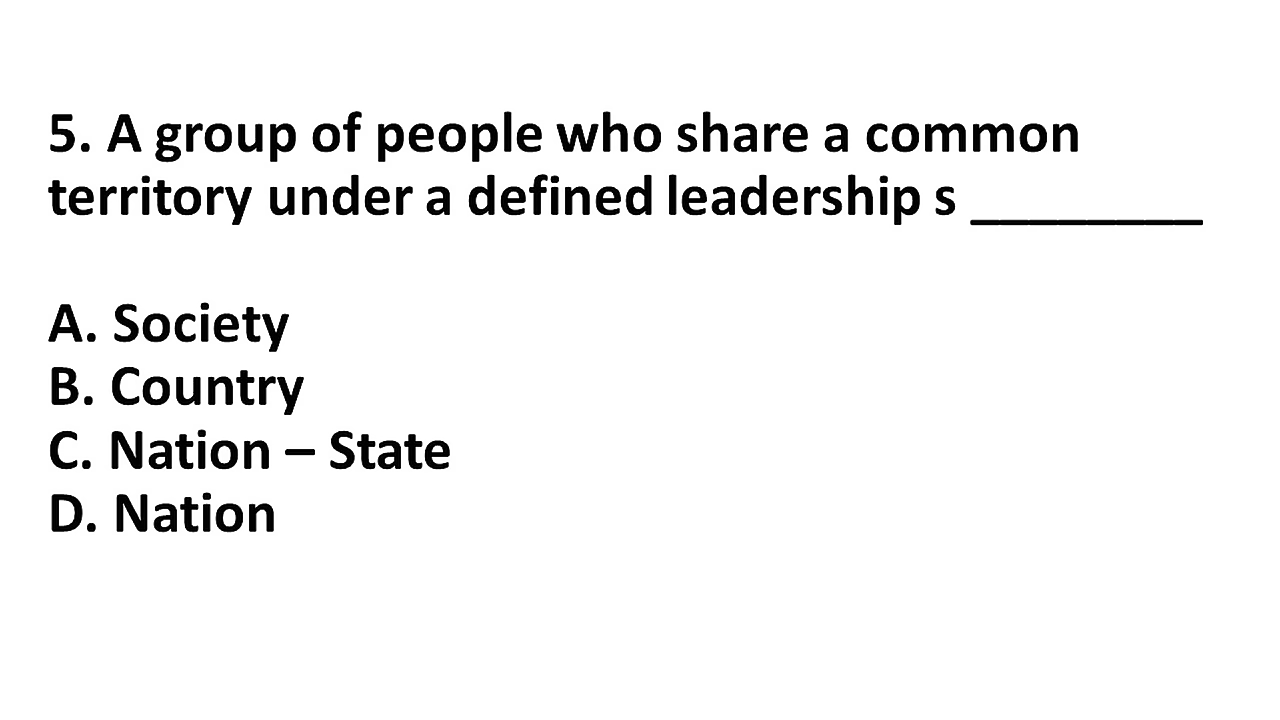 5. A group of people who share a common
territory under a defined leadership s ________
A. Society
B. Country
C. Nation – State
D. Nation